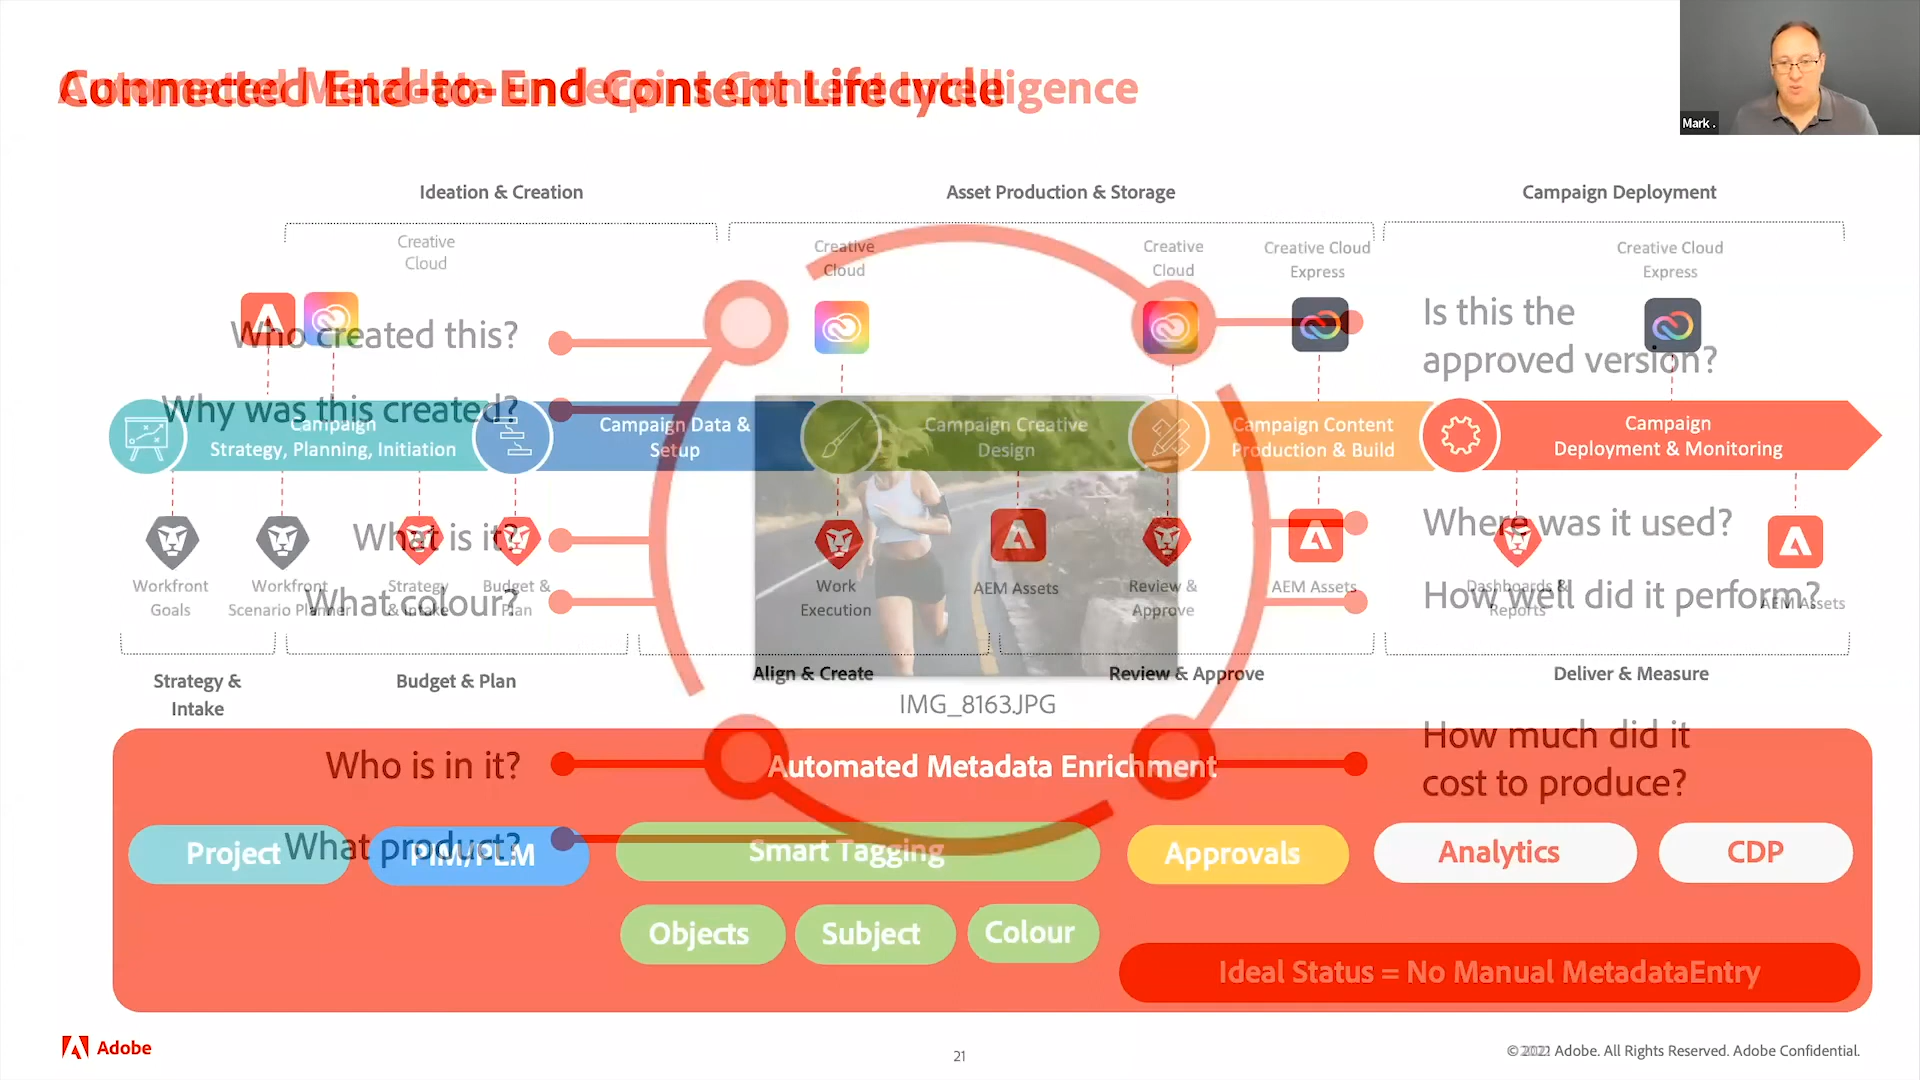 Connected End-to-End Content Lifecycle
Automated Metadata underpins Content Intelligence
Mark .
Ideation & Creation
Asset Production & Storage
Campaign Deployment
Creative
Cloud
Creative
Cloud
Creative
Cloud
Creative Cloud
Express
Creative Cloud
Express
Who created this?
Is this the
approved version?
Why was this created?
Campaign
Strategy, Planning, Initiation
Campaign Data &
Setup
Campaign Creative
Design
Campaign Content
Production & Build
Campaign
Deployment & Monitoring
What is it?
Where was it used?
Workfront
Goals
Workfront
Scenario Planner
Strategy
& Intake
Budget &
Plan
Work
Execution
AEM Assets
Review &
Approve
AEM Assets
Dashboards &
Reports
AEM Assets
What colour?
How well did it perform?
Strategy &
Intake
Budget & Plan
Align & Create
Review & Approve
Deliver & Measure
IMG_8163.JPG
Who is in it?
Automated Metadata Enrichment
How much did it
cost to produce?
What product?
Project
PIM/PLM
Smart Tagging
Approvals
Analytics
CDP
Objects
Subject
Colour
Ideal Status = No Manual MetadataEntry
Adobe
21
Adobe. All Rights Reserved. Adobe Confidential.